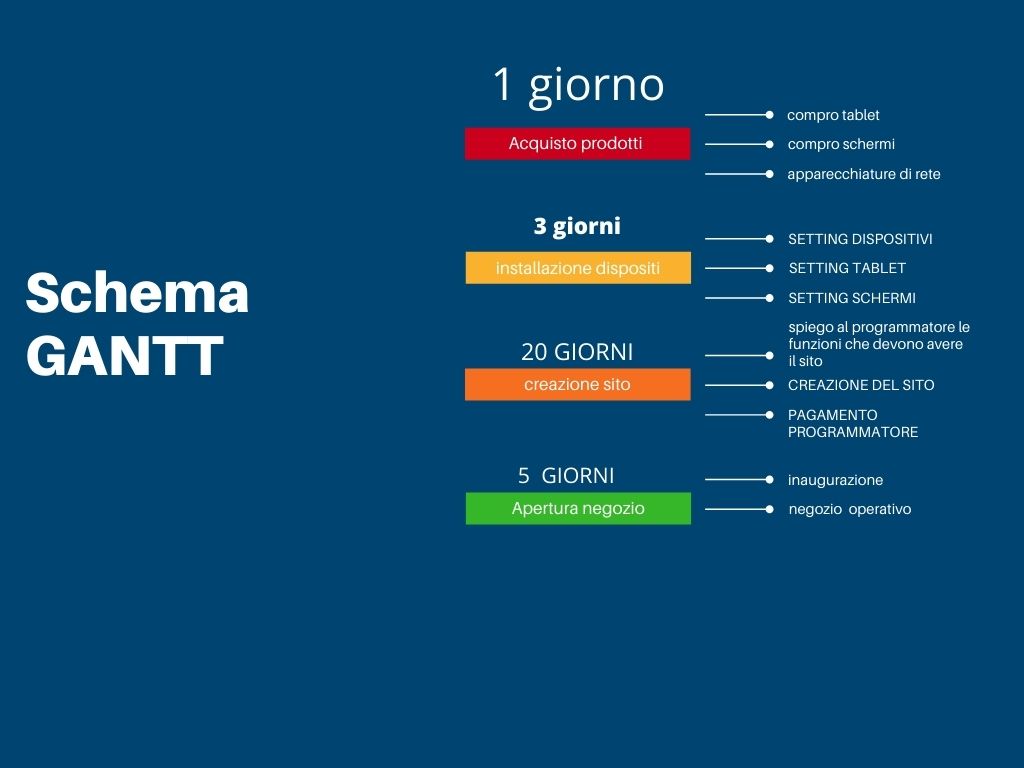 Schema
GANTT
1 giorno
Acquisto prodotti
compro tablet
compro schermi
apparecchiature di rete
3 giorni
installazione dispositi
SETTING DISPOSITIVI
SETTING TABLET
SETTING SCHERMI
20 GIORNI
creazione sito
spiego al programmatore le
funzioni che devono avere
il sito
CREAZIONE DEL SITO
PAGAMENTO
PROGRAMMATORE
5 GIORNI
Apertura negozio
inaugurazione
negozio operativo